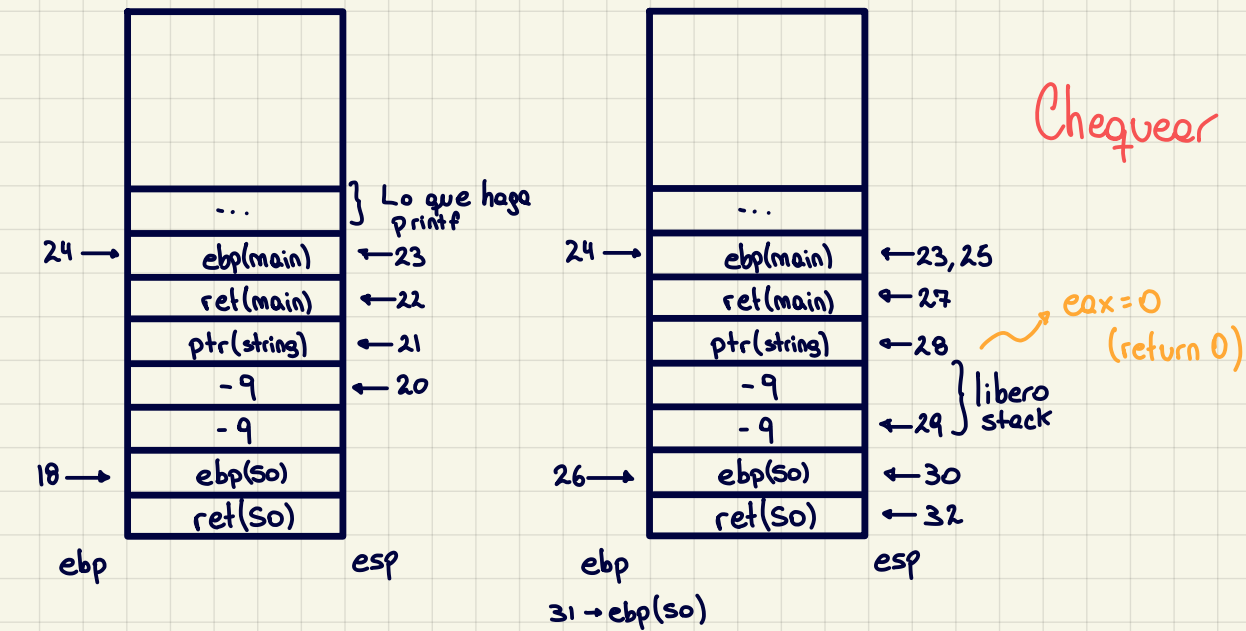 Chequear
... } Lo que haga
printf
24 → ebp(main) ← 23
ret(main) ← 22
ptr(string) ← 21
-9 ← 20
-9
18 → ebp(SO)
ret(SO)
ebp esp
...
24 → ebp(main) ← 23, 25
ret(main) ← 27
ptr(string) ← 28
eax = 0
(return 0)
-9
-9 ← 29
} libero
stack
26 → ebp(SO) ← 30
ret(SO) ← 32
ebp esp
31 → ebp(SO)